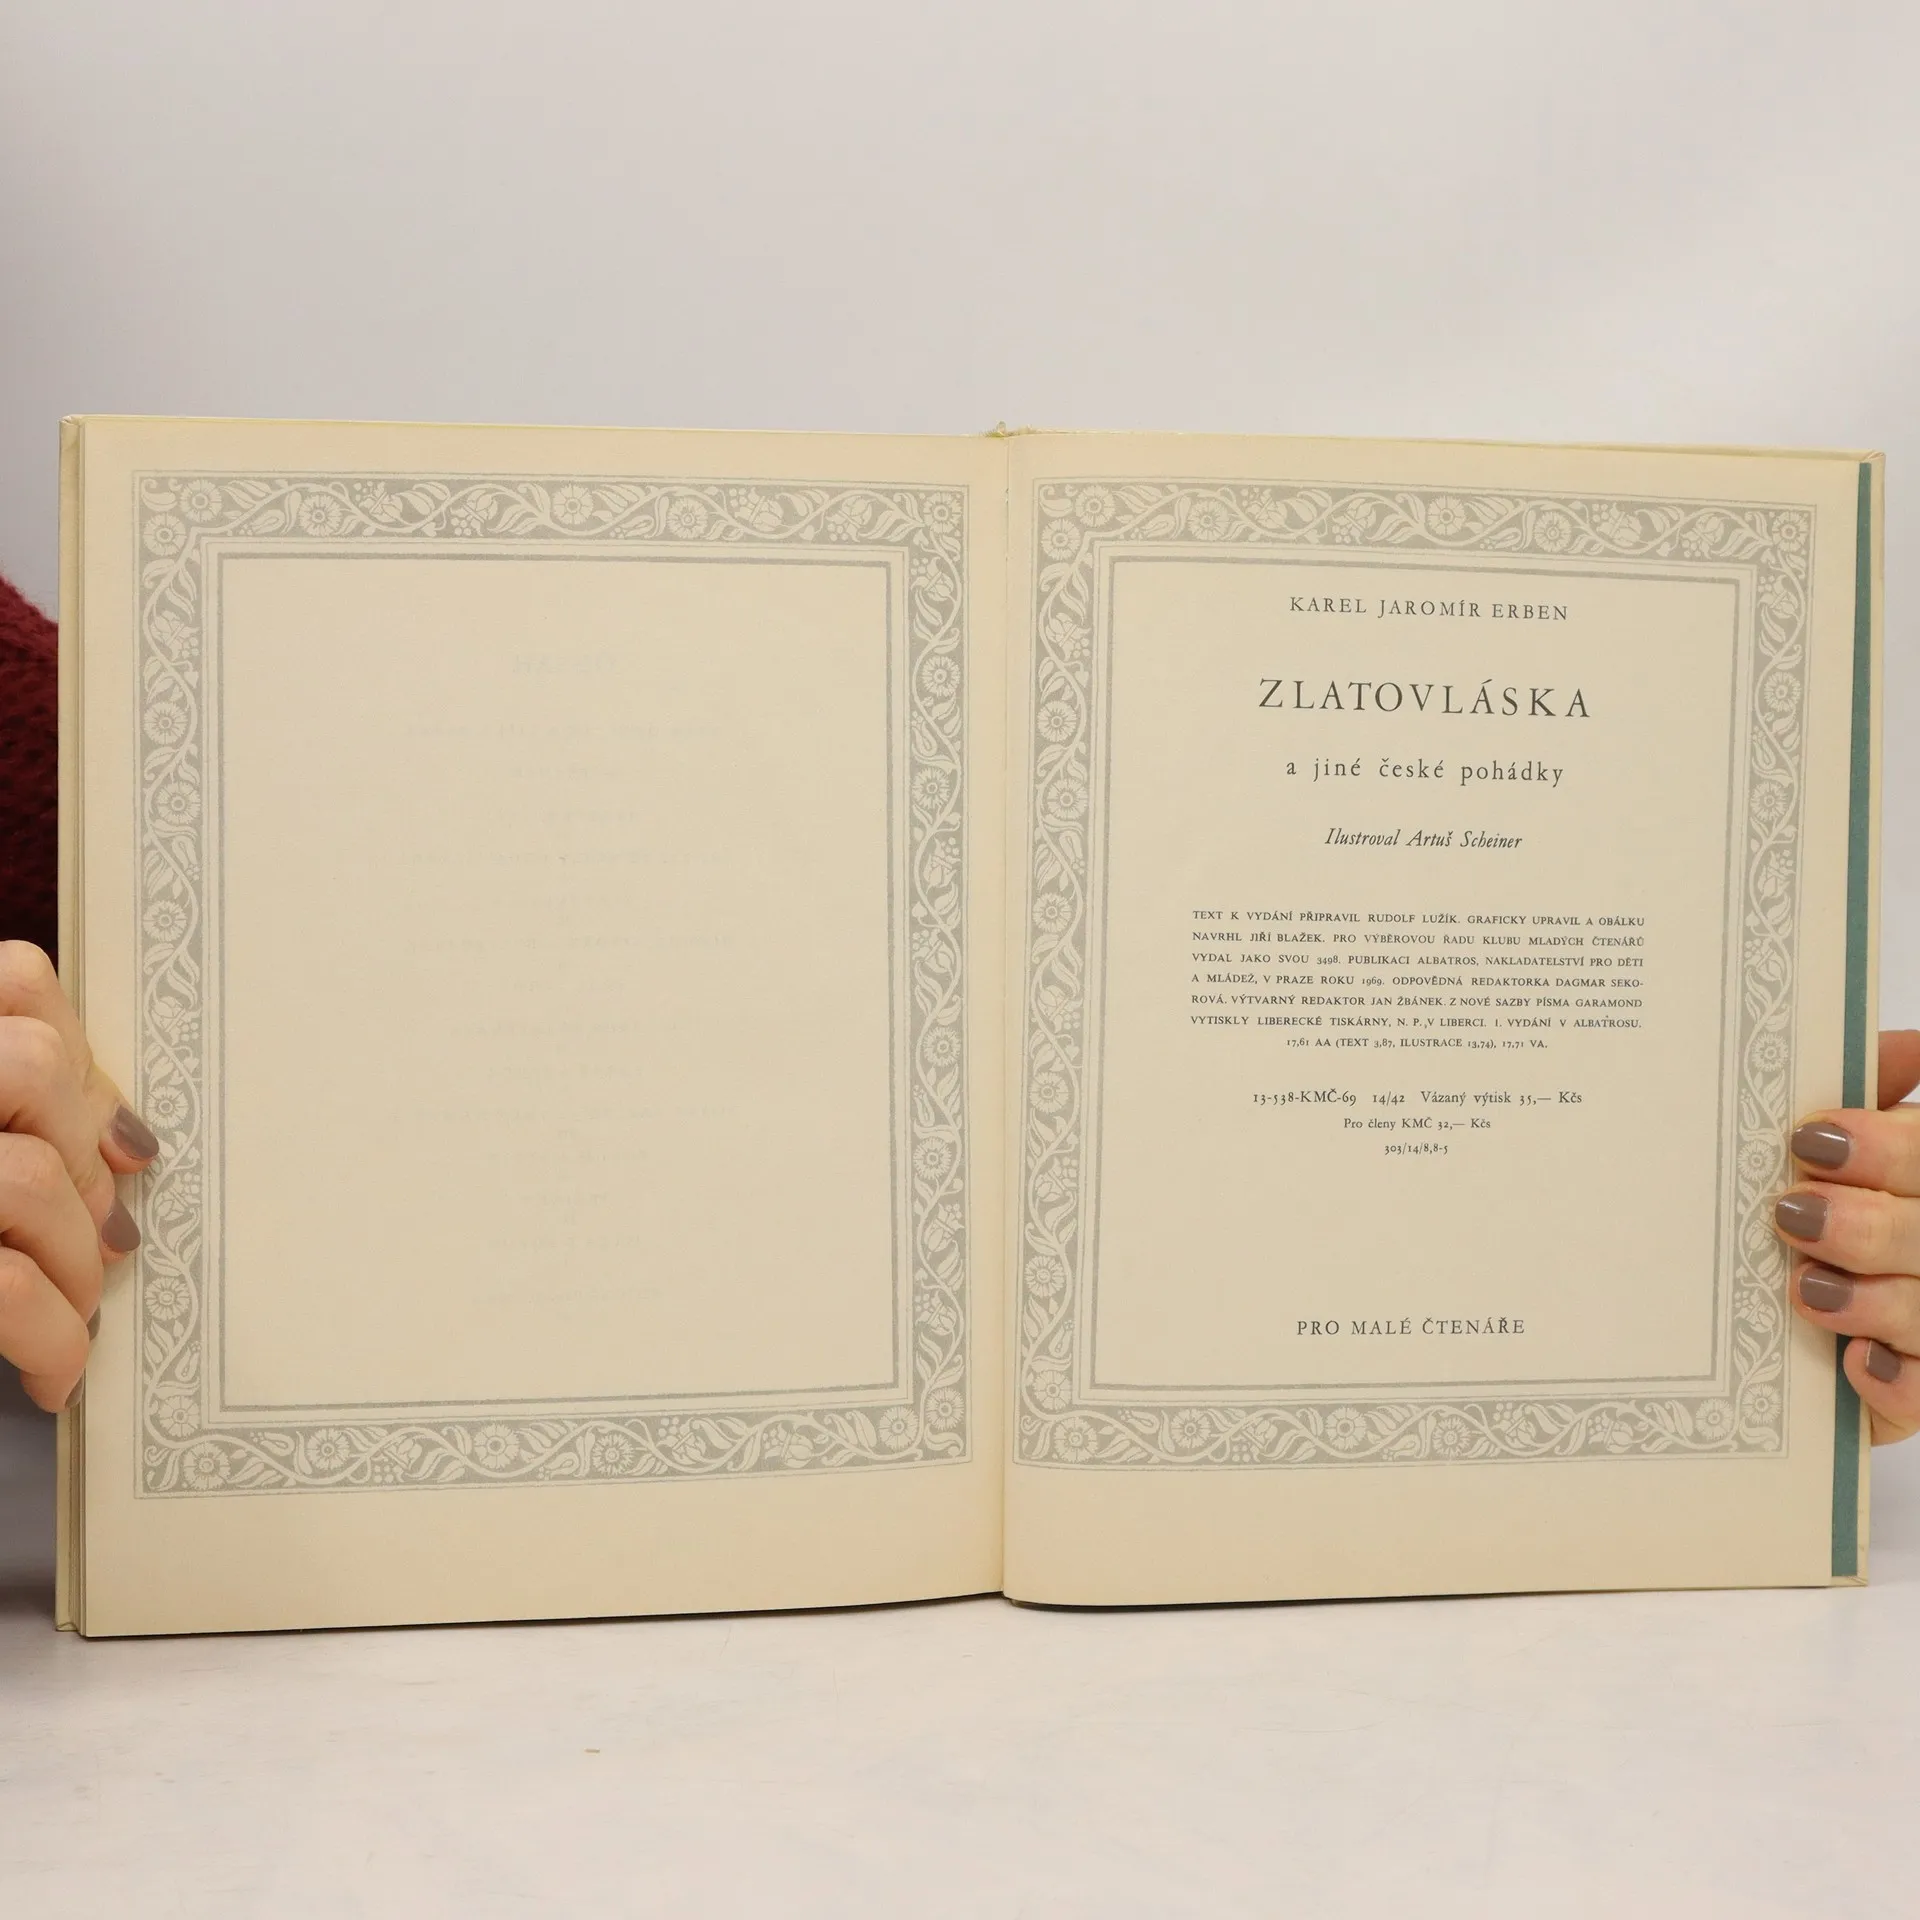 KAREL JAROMÍR ERBEN
ZLATOVLÁSKA
a jiné české pohádky
Ilustroval Artuš Scheiner
TEXT K VYDÁNÍ PŘIPRAVIL RUDOLF LUŽÍK. GRAFICKY UPRAVIL A OBÁLKU
NAVRHL JIŘÍ BLAŽEK. PRO VÝBĚROVOU ŘADU KLUBU MLADÝCH ČTENÁŘŮ
VYDAL JAKO SVOU 3498. PUBLIKACI ALBATROS, NAKLADATELSTVÍ PRO DĚTI
A MLÁDEŽ, V PRAZE ROKU 1969. ODPOVĚDNÁ REDAKTORKA DAGMAR SEKO-
ROVÁ. VÝTVARNÝ REDAKTOR JAN ŽBÁNEK. Z NOVÉ SAZBY PÍSMA GARAMOND
VYTISKLY LIBERECKÉ TISKÁRNY, N. P., V LIBERCI. 1. VYDÁNÍ V ALBATROSU.
17,61 AA (TEXT 3,87, ILUSTRACE 13,74), 17,71 VA.
13-538-KMČ-69 14/42 Vázaný výtisk 35,— Kčs
Pro členy KMČ 32,— Kčs
303/14/8,8-5
PRO MALÉ ČTENÁŘE